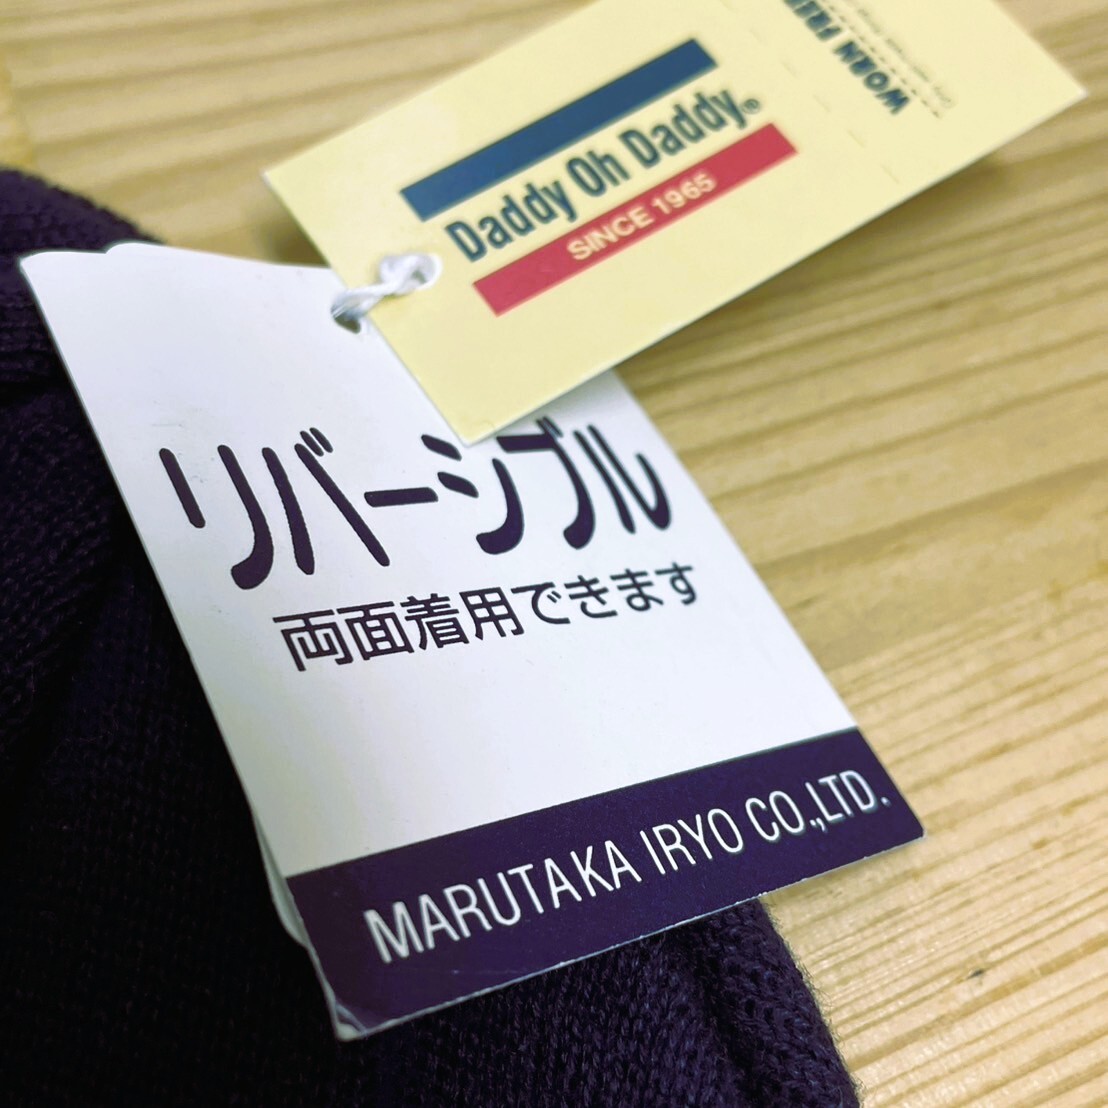 Daddy Oh Daddy®
SINCE 1965
WORN
リバーシブル
両面着用できます
MARUTAKA IRYO CO.,LTD.